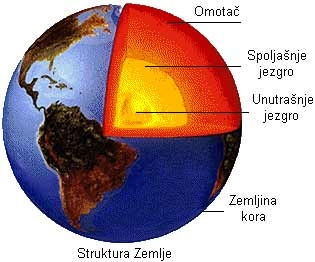 Omotač
Spoljašnje
jezgro
Unutrašnje
jezgro
Zemljina
kora
Struktura Zemlje